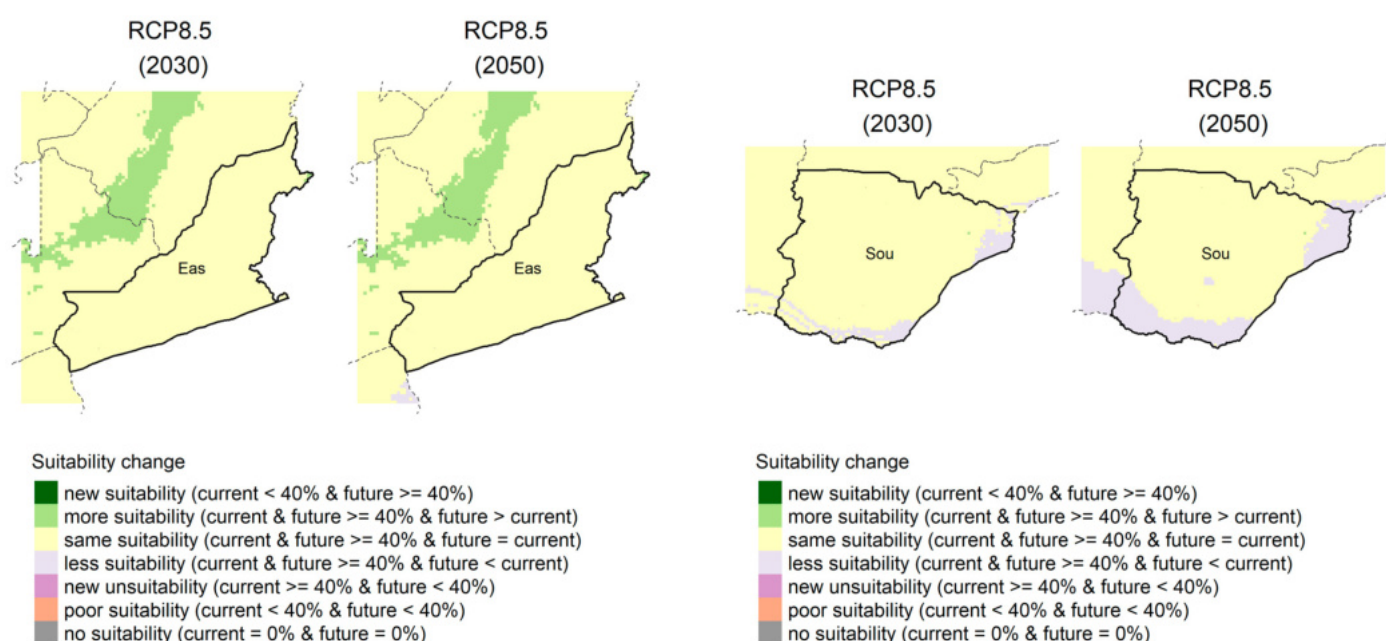 RCP8.5
(2030)
RCP8.5
(2050)
Eas
Eas
Suitability change
new suitability (current < 40% & future >= 40%)
more suitability (current & future >= 40% & future > current)
same suitability (current & future >= 40% & future = current)
less suitability (current & future >= 40% & future < current)
new unsuitability (current >= 40% & future < 40%)
poor suitability (current < 40% & future < 40%)
no suitability (current = 0% & future = 0%)
RCP8.5
(2030)
RCP8.5
(2050)
Sou
Sou
Suitability change
new suitability (current < 40% & future >= 40%)
more suitability (current & future >= 40% & future > current)
same suitability (current & future >= 40% & future = current)
less suitability (current & future >= 40% & future < current)
new unsuitability (current >= 40% & future < 40%)
poor suitability (current < 40% & future < 40%)
no suitability (current = 0% & future = 0%)